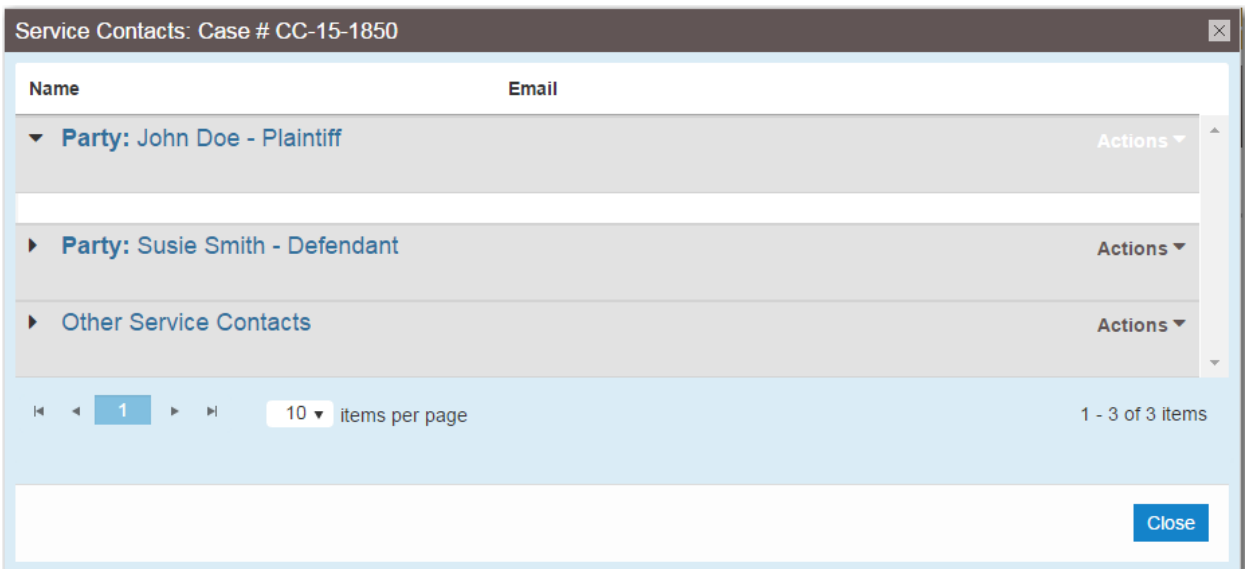 Service Contacts: Case # CC-15-1850
Name Email
Party: John Doe - Plaintiff Actions
Party: Susie Smith - Defendant Actions
Other Service Contacts Actions
1 10 items per page 1 - 3 of 3 items
Close